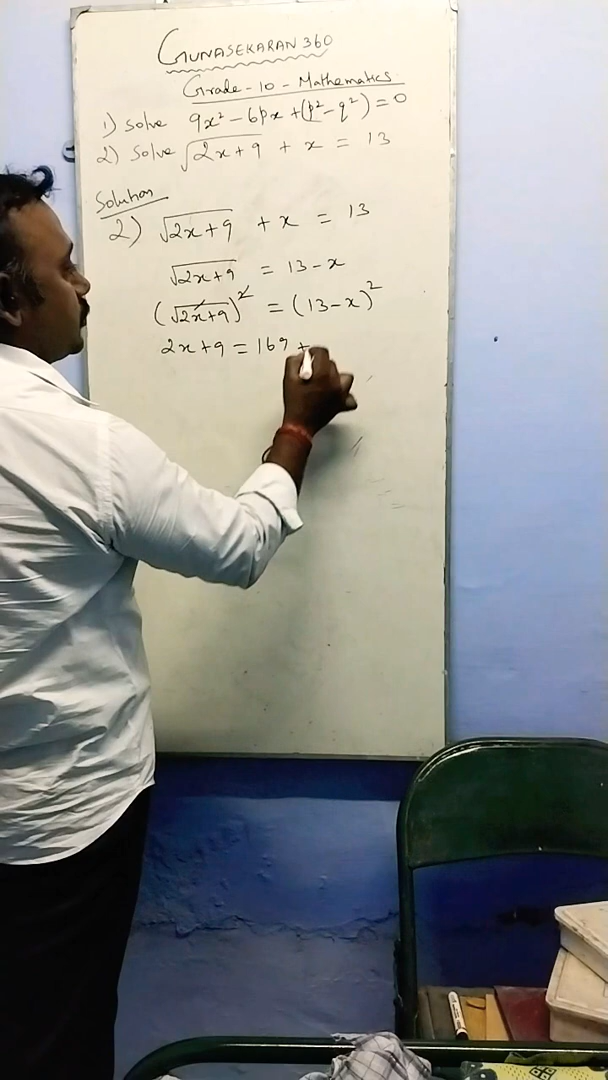 GUNASEKARAN 360
Grade - 10 - Mathematics
1) Solve 9x² - 6px + (p² - q²) = 0
2) Solve √2x+9 + x = 13
Solution
2) √2x+9 + x = 13
√2x+9 = 13 - x
(√2x+9)² = (13 - x)²
2x+9 = 169 +